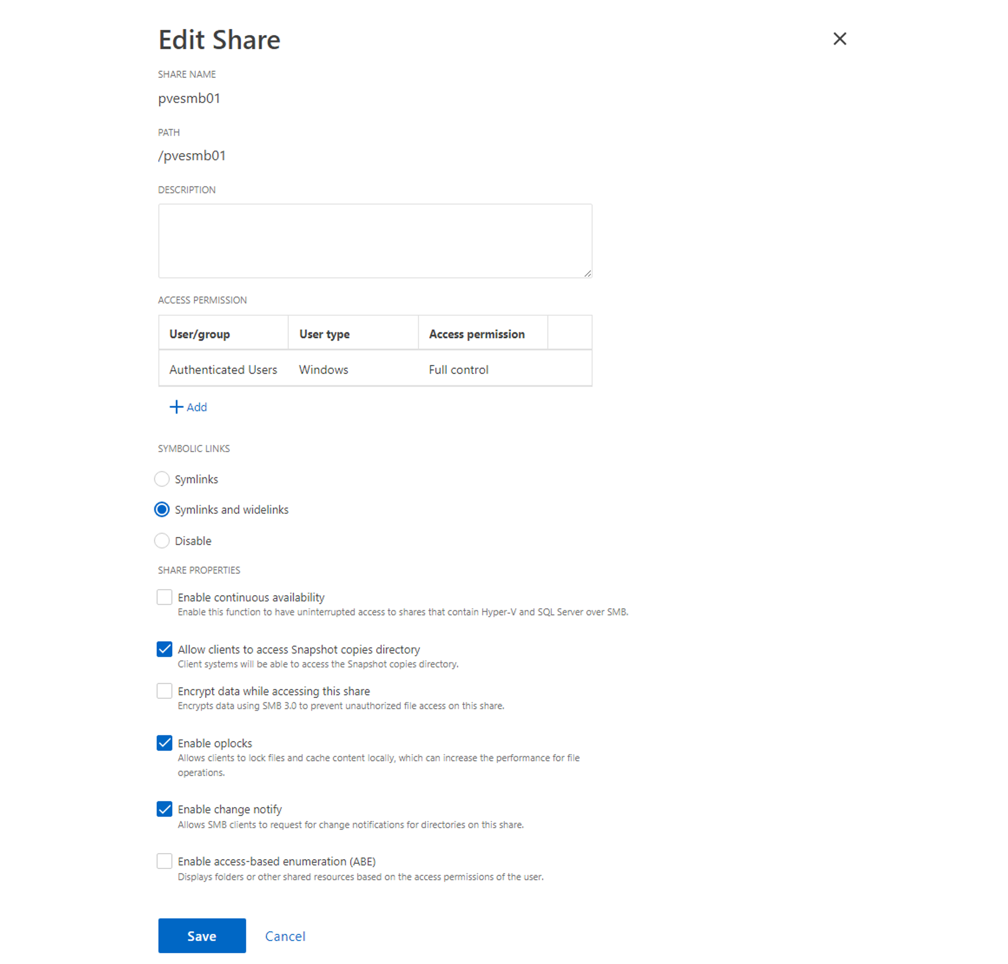 Edit Share
SHARE NAME
pvesmb01
PATH
/pvesmb01
DESCRIPTION
ACCESS PERMISSION
User/group User type Access permission
Authenticated Users Windows Full control
Add
SYMBOLIC LINKS
Symlinks
Symlinks and widelinks
Disable
SHARE PROPERTIES
Enable continuous availability
Enable this function to have uninterrupted access to shares that contain Hyper-V and SQL Server over SMB.
Allow clients to access Snapshot copies directory
Client systems will be able to access the Snapshot copies directory.
Encrypt data while accessing this share
Encrypts data using SMB 3.0 to prevent unauthorized file access on this share.
Enable oplocks
Allows clients to lock files and cache content locally, which can increase the performance for file
operations.
Enable change notify
Allows SMB clients to request for change notifications for directories on this share.
Enable access-based enumeration (ABE)
Displays folders or other shared resources based on the access permissions of the user.
Save Cancel